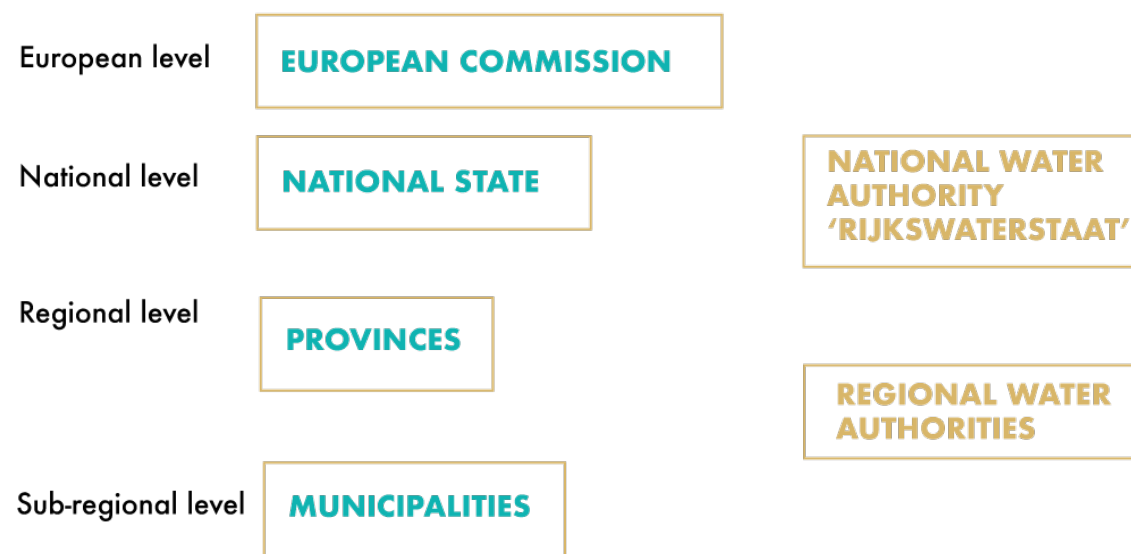 European level
EUROPEAN COMMISSION
National level
NATIONAL STATE
NATIONAL WATER
AUTHORITY
‘RIJKSWATERSTAAT’
Regional level
PROVINCES
REGIONAL WATER
AUTHORITIES
Sub-regional level
MUNICIPALITIES